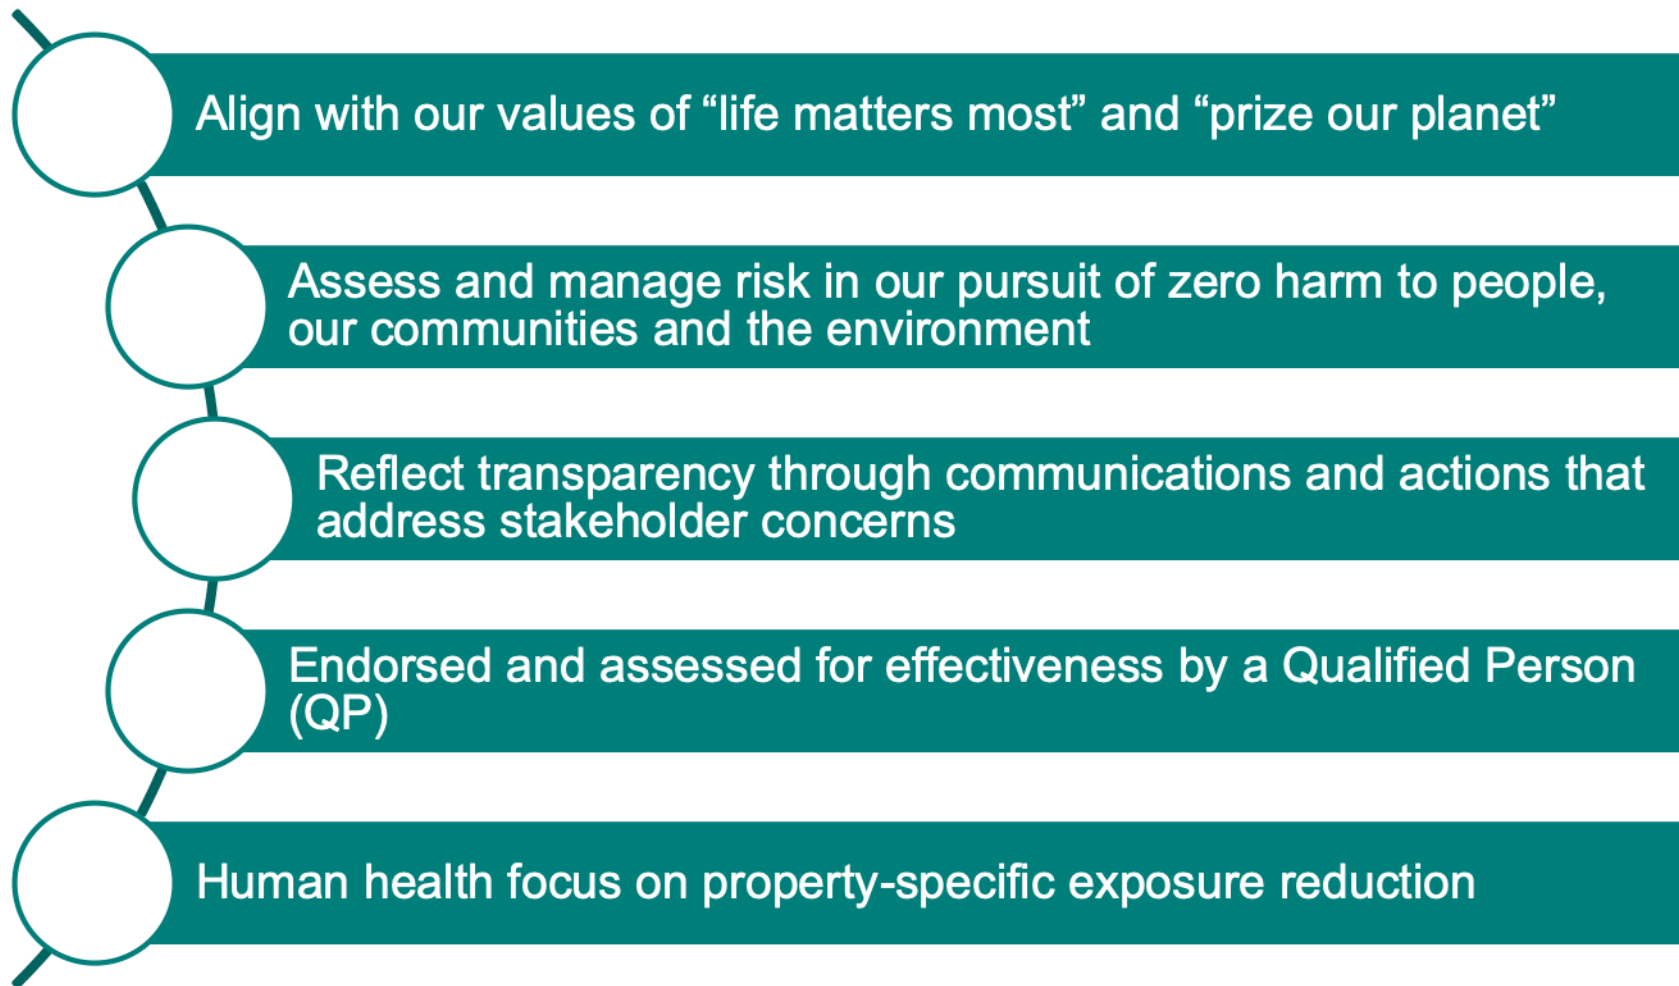 Align with our values of “life matters most” and “prize our planet”
Assess and manage risk in our pursuit of zero harm to people,
our communities and the environment
Reflect transparency through communications and actions that
address stakeholder concerns
Endorsed and assessed for effectiveness by a Qualified Person
(QP)
Human health focus on property-specific exposure reduction